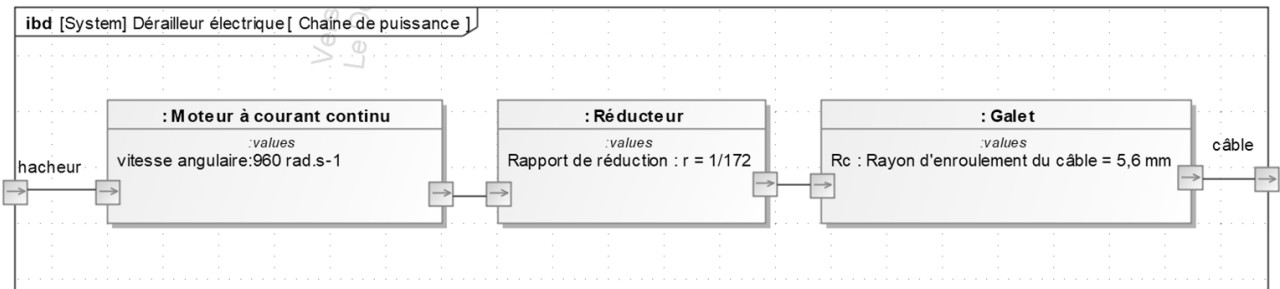 ibd [System] Dérailleur électrique [ Chaine de puissance ]
: Moteur à courant continu
:values
vitesse angulaire:960 rad.s-1
: Réducteur
:values
Rapport de réduction : r = 1/172
: Galet
:values
Rc : Rayon d'enroulement du câble = 5,6 mm
hacheur
câble